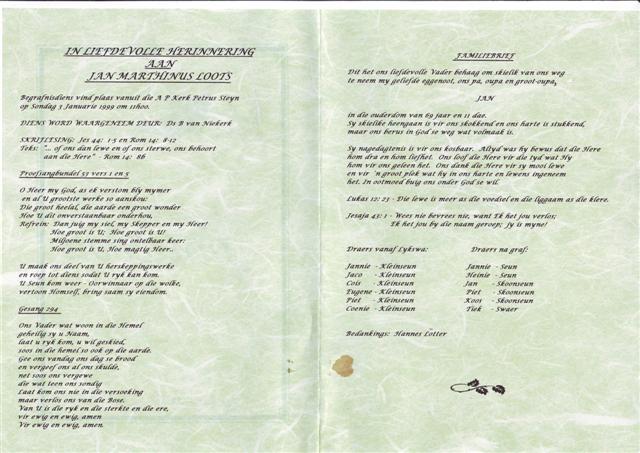 IN LIEFDEVOLLE HERINNERING
AAN
JAN MARTHINUS LOOTS
Begrafnisdiens vind plaas vanuit die A P Kerk Petrus Steyn
op Sondag 3 Januarie 1999 om 11h00.
DIENS WORD WAARGENEEM DEUR: Ds B van Niekerk
SKRIFLESING: Jes 44: 1-5 en Rom 14: 8-12
Teks: "... of ons dan lewe en of ons sterwe, ons behoort
aan die Here" - Rom 14: 8b
Proefsangbundel 53 vers 1 en 5
O Heer my God, as ek verstom bly mymer
en al U grootste werke so aanskou:
Die groot heelal, die aarde een groot wonder
Hoe U dit onverstaanbaar onderhou,
Refrein: Dan juig my siel, my Skepper en my Heer!
Hoe groot is U; Hoe groot is U!
Miljoene stemme sing ontelbaar keer:
Hoe groot is U, Hoe magtig Heer..
U maak ons deel van U herskeppingswerke
en roep tot diens sodat U ryk kan kom.
U Seun kom weer - Oorwinnaar op die wolke,
vertoon Homself, bring saam sy eiendom.
Gesang 294
Ons Vader wat woon in die Hemel
geheilig sy u Naam,
laat u ryk kom, u wil geskied,
soos in die hemel so ook op die aarde.
Gee ons vandag ons dag se brood
en vergeef ons al ons skulde,
net soos ons vergewe
die wat teen ons sondig
Laat kom ons nie in die versoeking
maar verlos ons van die Bose.
Van U is die ryk en die sterkte en die ere,
vir ewig en ewig, amen
Vir ewig en ewig, amen.
FAMILIEBRIEF
Dit het ons liefdevolle Vader behaag om skielik van ons weg
te neem my geliefde eggenoot, ons pa, oupa en groot-oupa,
JAN
in die ouderdom van 69 jaar en 11 dae.
Sy skielike heengaan is vir ons skokkend en ons harte is stukkend,
maar ons berus in God se weg wat volmaak is.
Sy nagedagtenis is vir ons kosbaar. Altyd was hy bewus dat die Here
hom dra en hom liefhet. Ons loof die Here vir die tyd wat Hy
hom vir ons geleen het. Ons dank die Here vir sy mooi lewe
en vir 'n groot plek wat hy in ons harte en lewens ingeneem
het. In ootmoed buig ons onder God se wil.
Lukas 12: 23 - Die lewe is meer as die voedsel en die liggaam as die klere.
Jesaja 43: 1 - Wees nie bevrees nie, want Ek het jou verlos;
Ek het jou by die naam geroep; Jy is myne!
Draers vanaf Lykswa:
Jannie - Kleinseun
Jaco - Kleinseun
Cois - Kleinseun
Eugene - Kleinseun
Piet - Kleinseun
Coenie - Kleinseun
Draers na graf:
Jannie - Seun
Heinie - Seun
Jan - Skoonseun
Piet - Skoonseun
Koos - Skoonseun
Tiek - Swaer
Bedankings: Hannes Lötter